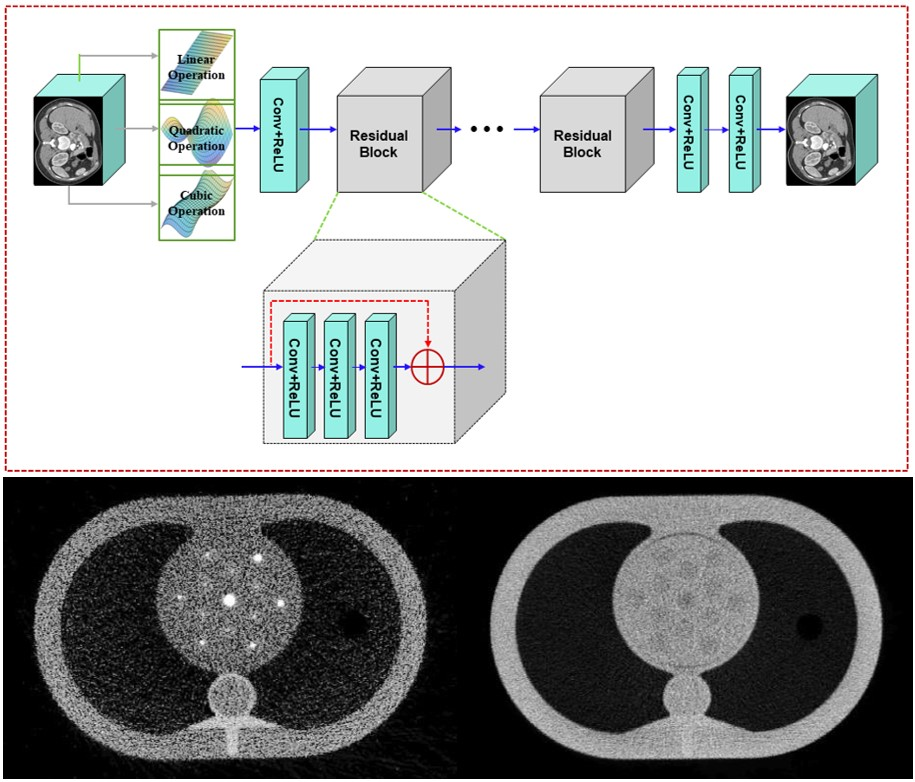 Linear
Operation
Quadratic
Operation
Cubic
Operation
Conv+ReLU
Residual
Block
Residual
Block
Conv+ReLU
Conv+ReLU
Conv+ReLU
Conv+ReLU
Conv+ReLU